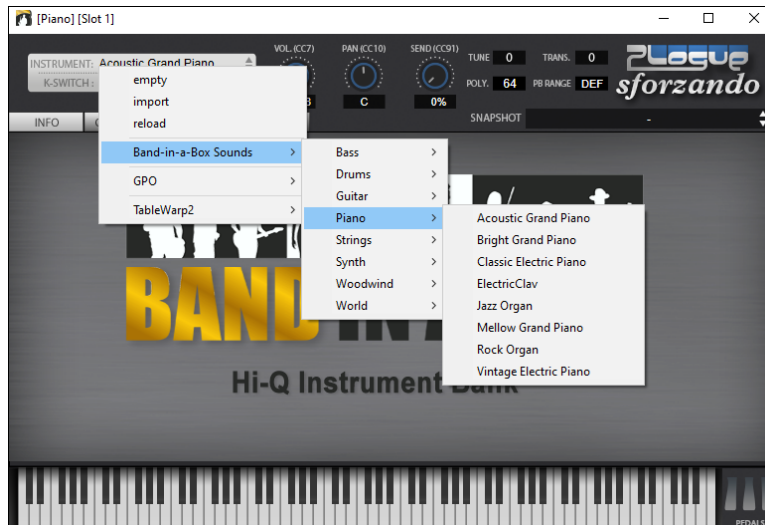 [Piano] [Slot 1]
INSTRUMENT: Acoustic Grand Piano
K-SWITCH :
VOL. (CC7)
PAN (CC10)
C
SEND (CC91)
0%
TUNE 0 TRANS. 0
POLY. 64 PB RANGE DEF
SNAPSHOT -
Plogue
sforzando
INFO
empty
import
reload
Band-in-a-Box Sounds >
GPO >
TableWarp2 >
Bass >
Drums >
Guitar >
Piano >
Strings >
Synth >
Woodwind >
World >
Acoustic Grand Piano
Bright Grand Piano
Classic Electric Piano
ElectricClav
Jazz Organ
Mellow Grand Piano
Rock Organ
Vintage Electric Piano
BAND IN A
Hi-Q Instrument Bank
PEDALS